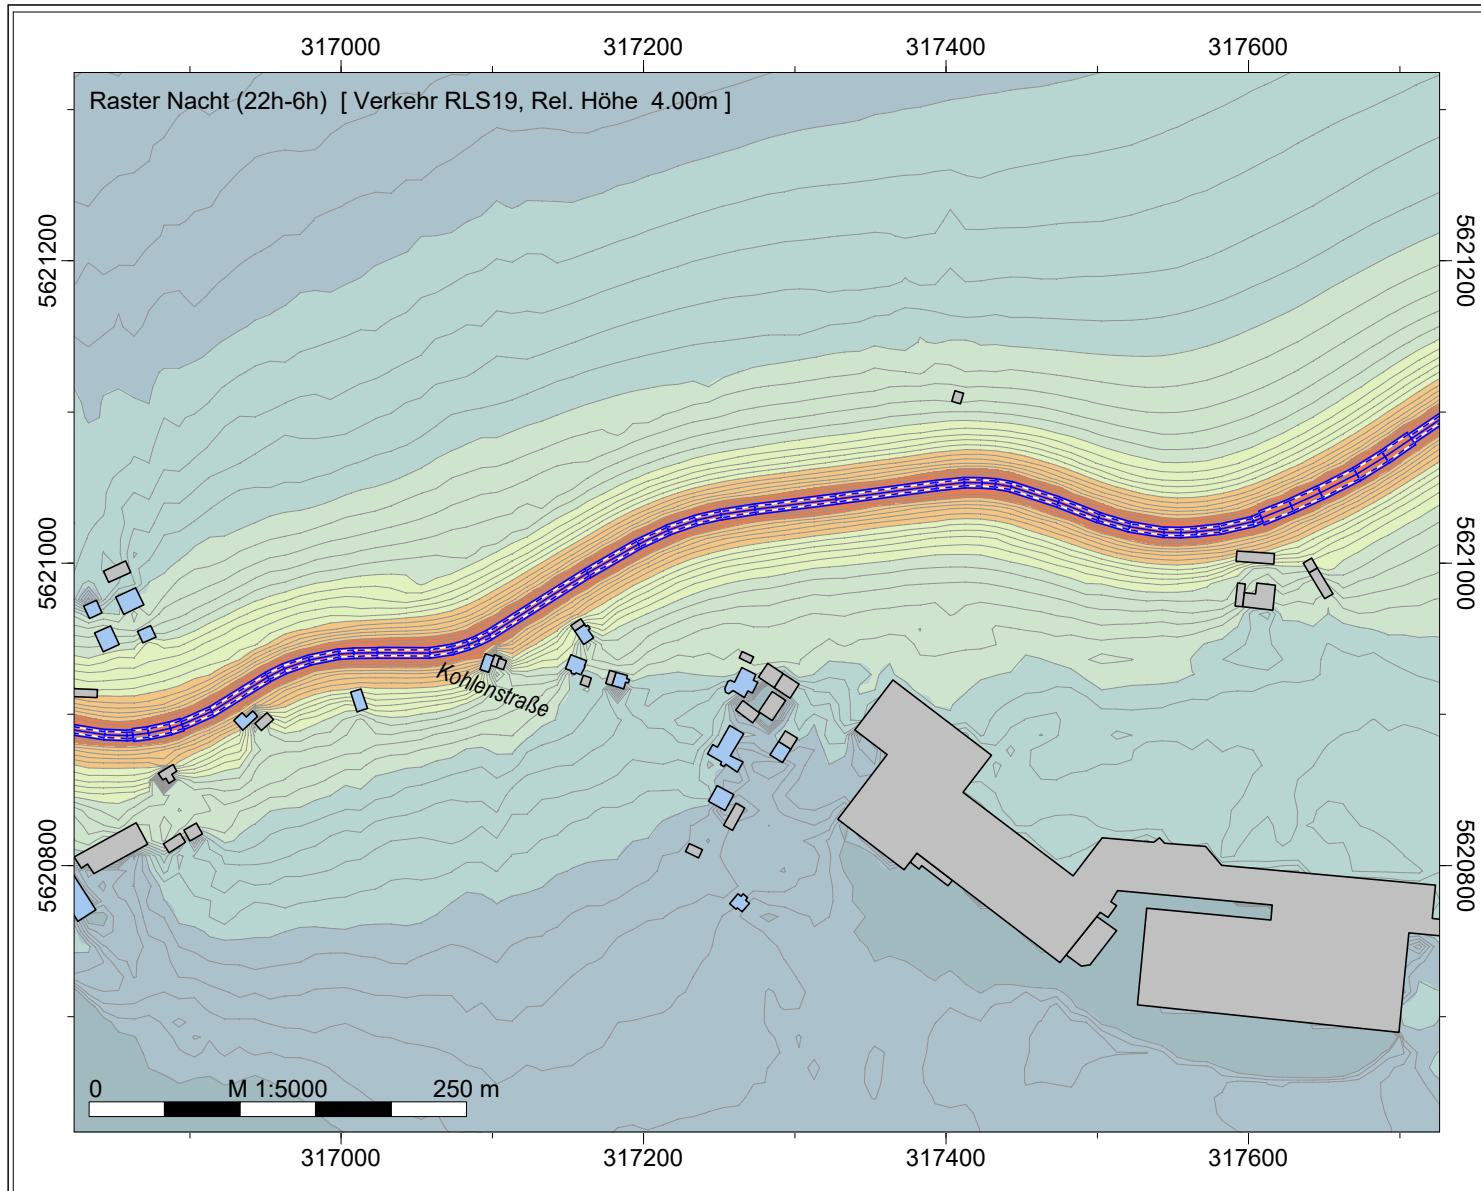 317000 317200 317400 317600
Raster Nacht (22h-6h) [ Verkehr RLS19, Rel. Höhe 4.00m ]
5621200 5621200
5621000 5621000
Kohlenstraße
5620800 5620800
0 M 1:5000 250 m
317000 317200 317400 317600